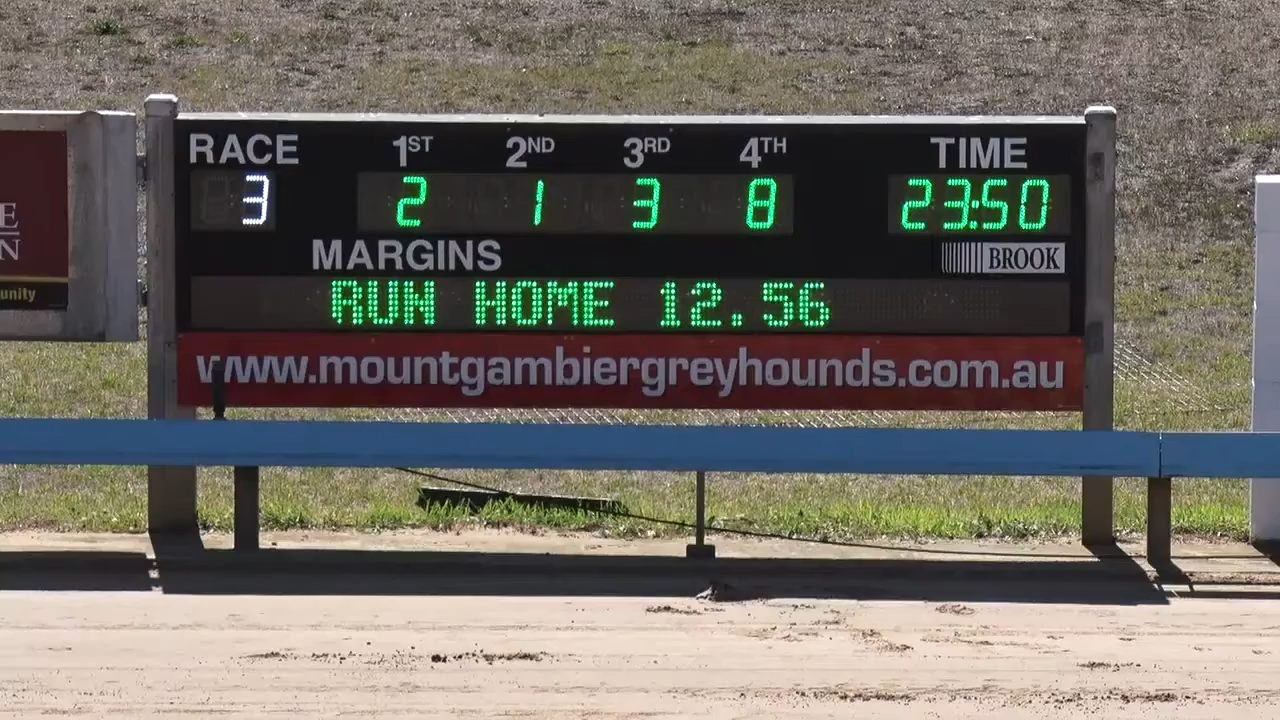 RACE 1ST 2ND 3RD 4TH TIME
3 2 1 3 8 23:50
MARGINS BROOK
RUN HOME 12.56
www.mountgambiergreyhounds.com.au
E
N
unity